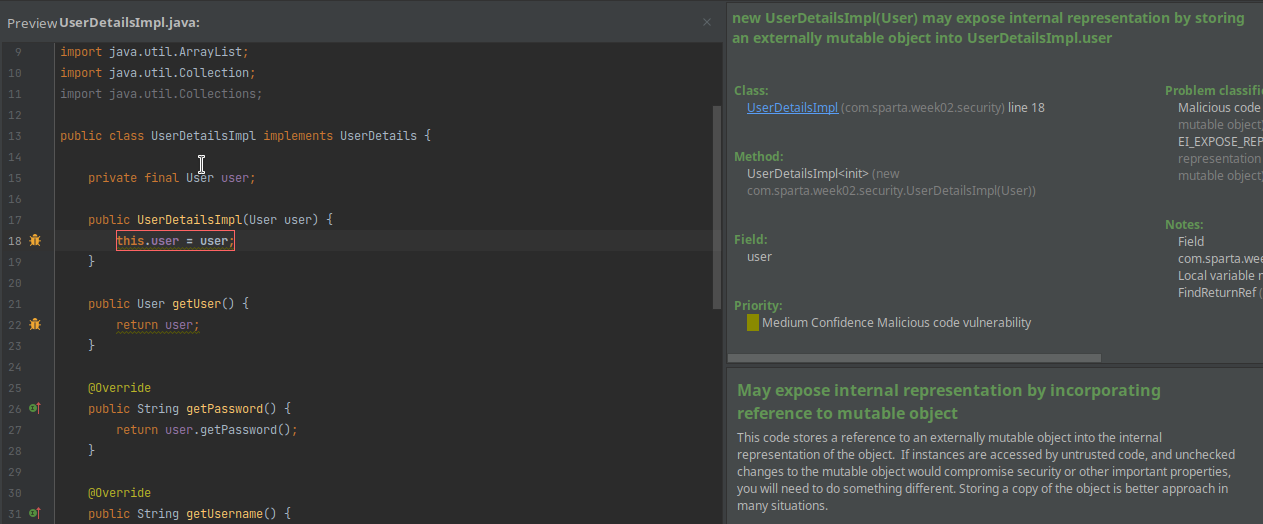 Preview UserDetailsImpl.java:
9 import java.util.ArrayList;
10 import java.util.Collection;
11 import java.util.Collections;
12
13 public class UserDetailsImpl implements UserDetails {
14
15 private final User user;
16
17 public UserDetailsImpl(User user) {
18 this.user = user;
19 }
20
21 public User getUser() {
22 return user;
23 }
24
25 @Override
26 public String getPassword() {
27 return user.getPassword();
28 }
29
30 @Override
31 public String getUsername() {
new UserDetailsImpl(User) may expose internal representation by storing
an externally mutable object into UserDetailsImpl.user
Class:
UserDetailsImpl (com.sparta.week02.security) line 18
Method:
UserDetailsImpl<init> (new
com.sparta.week02.security.UserDetailsImpl(User))
Field:
user
Priority:
Medium Confidence Malicious code vulnerability
Problem classifi
Malicious code
mutable object)
EI_EXPOSE_REP
representation
mutable object)
Notes:
Field
com.sparta.wee
Local variable n
FindReturnRef (
May expose internal representation by incorporating
reference to mutable object
This code stores a reference to an externally mutable object into the internal
representation of the object.  If instances are accessed by untrusted code, and unchecked
changes to the mutable object would compromise security or other important properties,
you will need to do something different. Storing a copy of the object is better approach in
many situations.